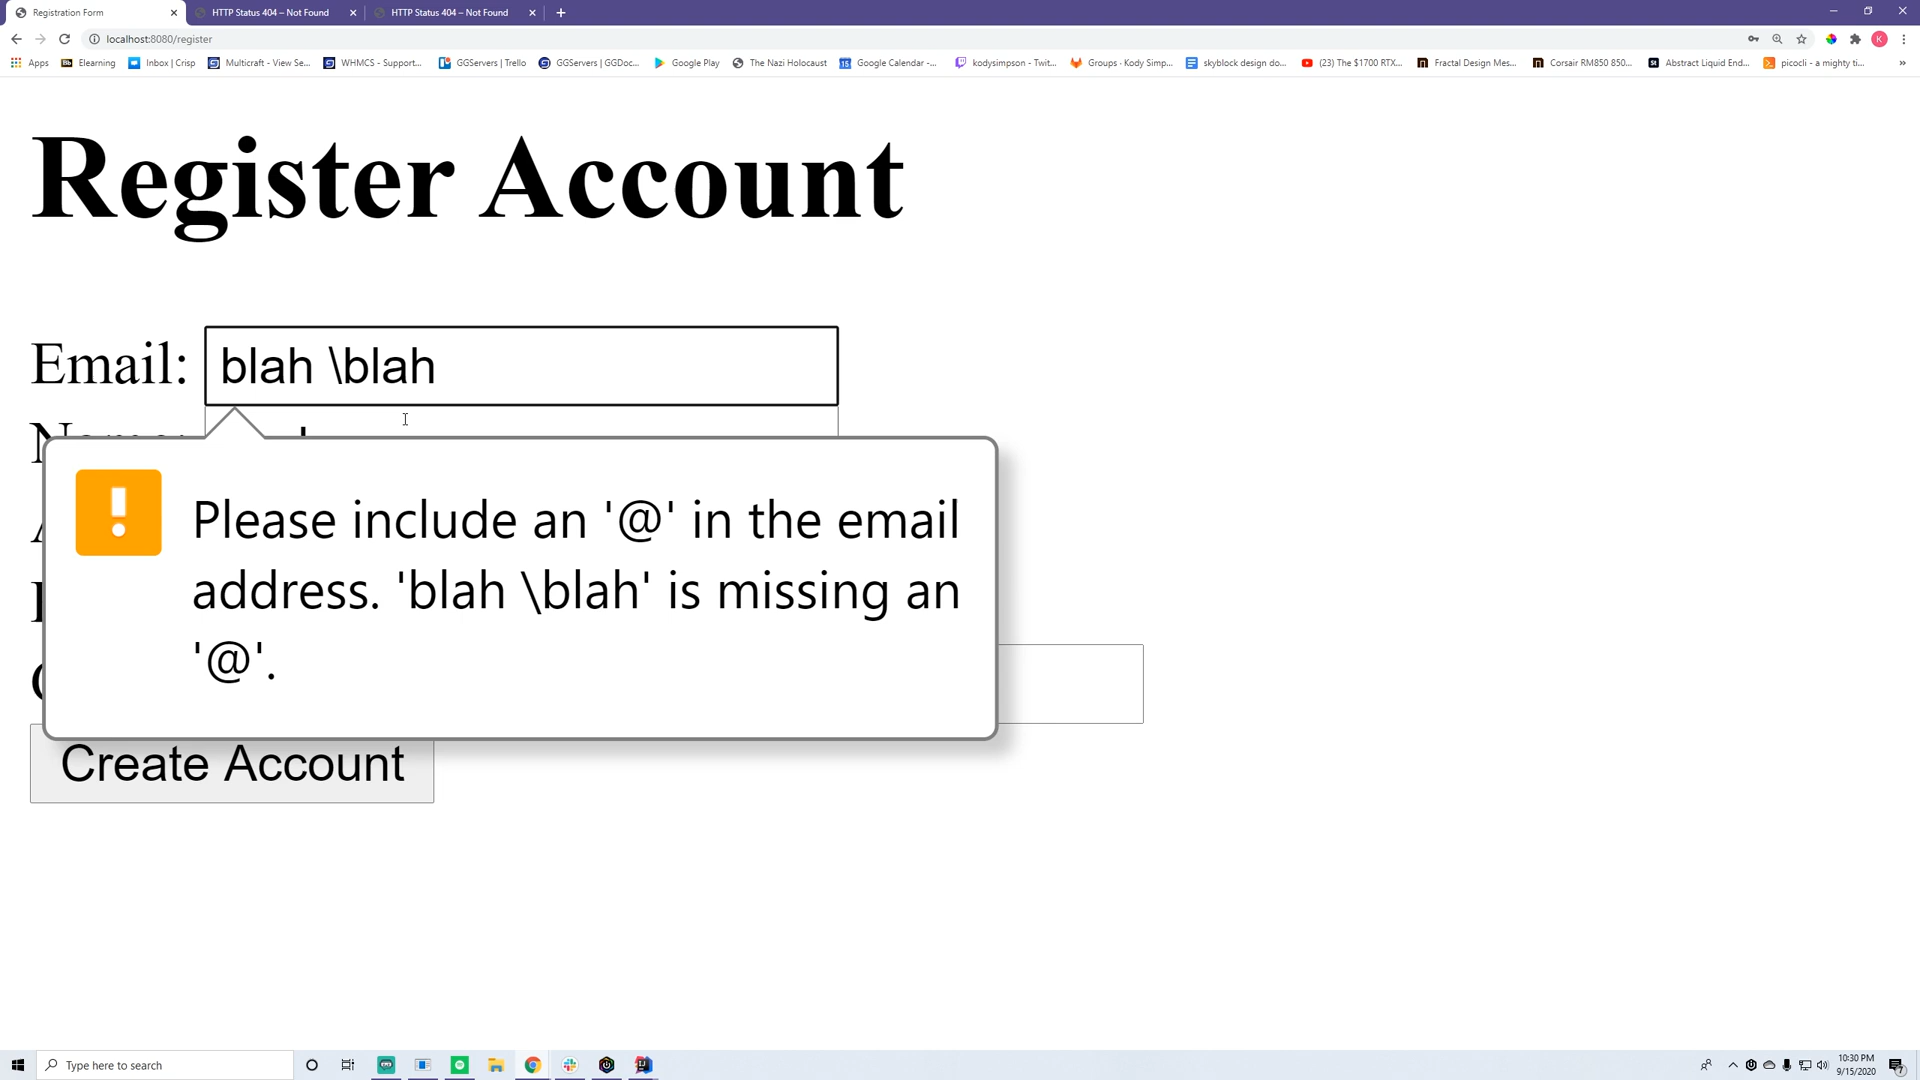 Registration Form
HTTP Status 404 – Not Found
HTTP Status 404 – Not Found
localhost:8080/register
K
Apps
Elearning
Inbox | Crisp
Multicraft - View Se...
WHMCS - Support...
GGServers | Trello
GGServers | GGDoc...
Google Play
The Nazi Holocaust
Google Calendar -...
kodysimpson - Twit...
Groups · Kody Simp...
skyblock design do...
(23) The $1700 RTX...
Fractal Design Mes...
Corsair RM850 850...
Abstract Liquid End...
picocli - a mighty ti...
Register Account
Email: blah \blah
Please include an '@' in the email
address. 'blah \blah' is missing an
'@'.
Create Account
Type here to search
10:30 PM
9/15/2020